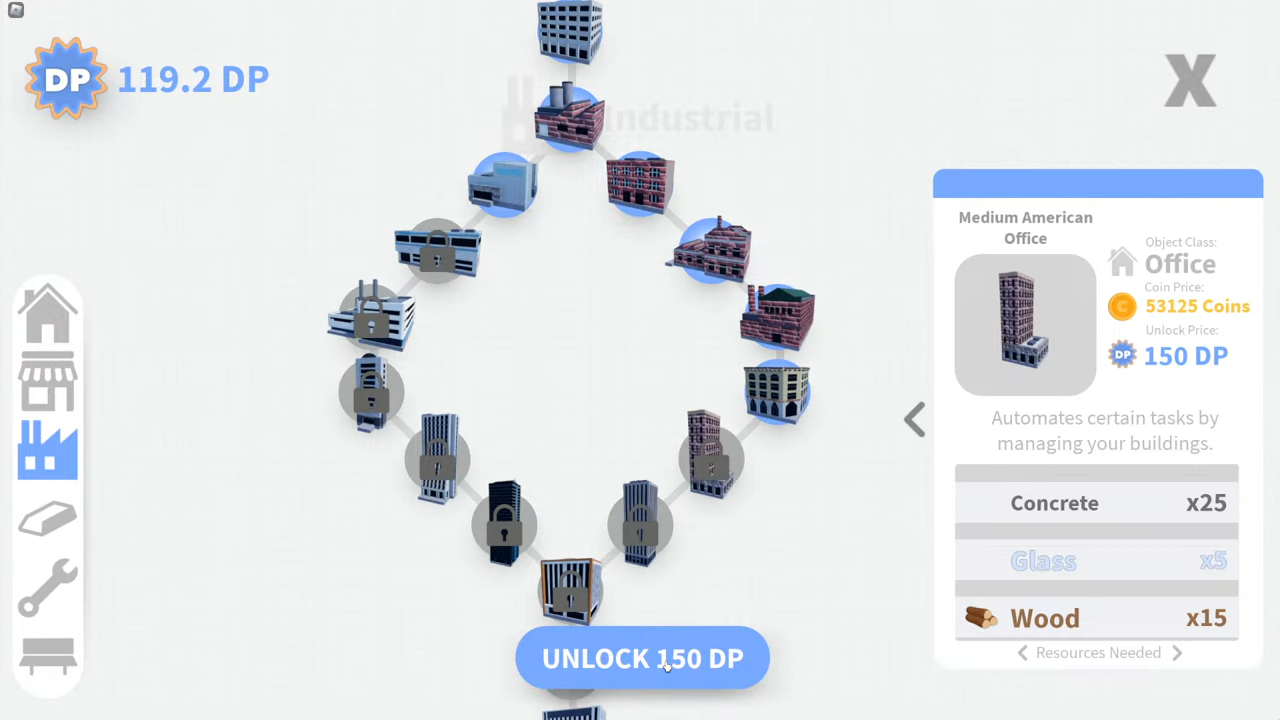 DP 119.2 DP
X
Industrial
Medium American
Office
Object Class:
Office
Coin Price:
53125 Coins
Unlock Price:
DP 150 DP
Automates certain tasks by
managing your buildings.
Concrete x25
Glass x5
Wood x15
Resources Needed
UNLOCK 150 DP